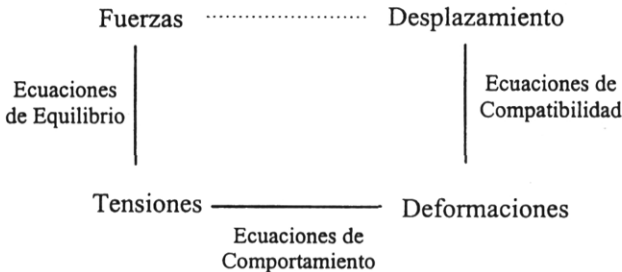 Fuerzas
Desplazamiento
Ecuaciones
de Equilibrio
Ecuaciones de
Compatibilidad
Tensiones
Deformaciones
Ecuaciones de
Comportamiento